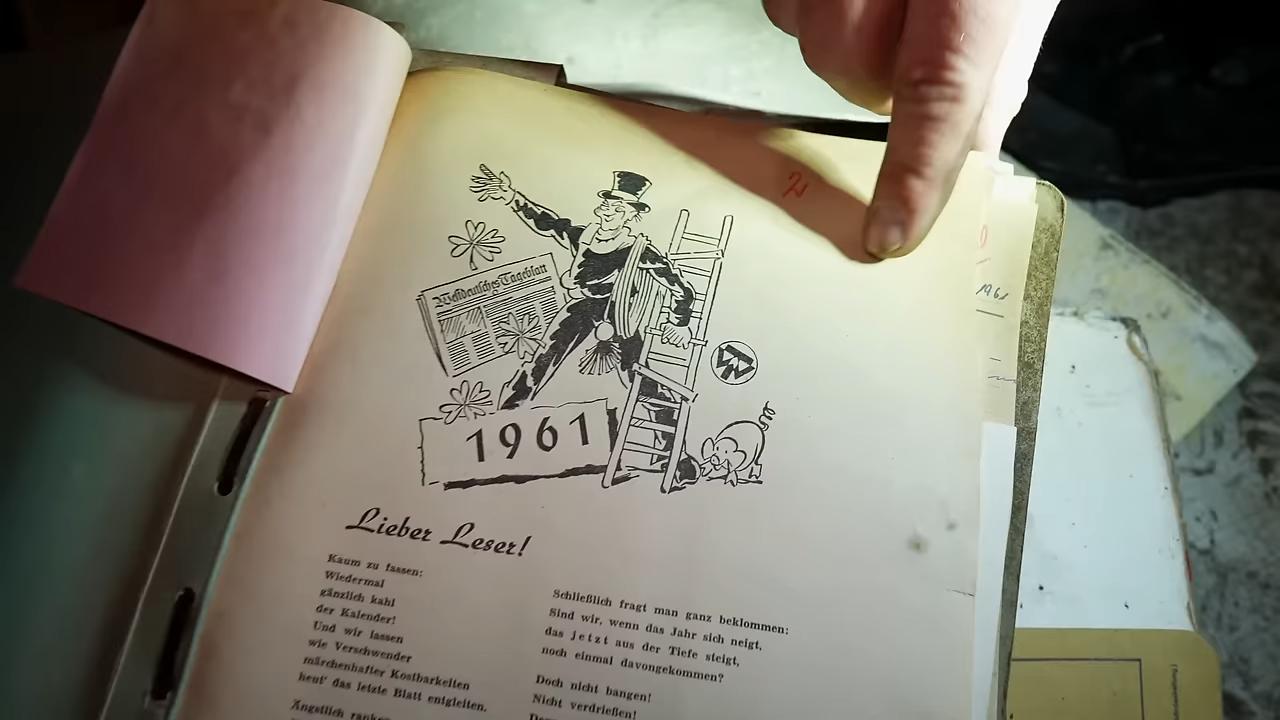 21
Westdeutsches Tageblatt
1961
1961
Lieber Leser!
Kaum zu fassen:
Wiedermal
gänzlich kahl
der Kalender!
Und wir lassen
wie Verschwender
märchenhafter Kostbarkeiten
heut' das letzte Blatt entgleiten.
Ängstlich
Schließlich fragt man ganz beklommen:
Sind wir, wenn das Jahr sich neigt,
das jetzt aus der Tiefe steigt,
noch einmal davongekommen?
Doch nicht bangen!
Nicht verdrießen!